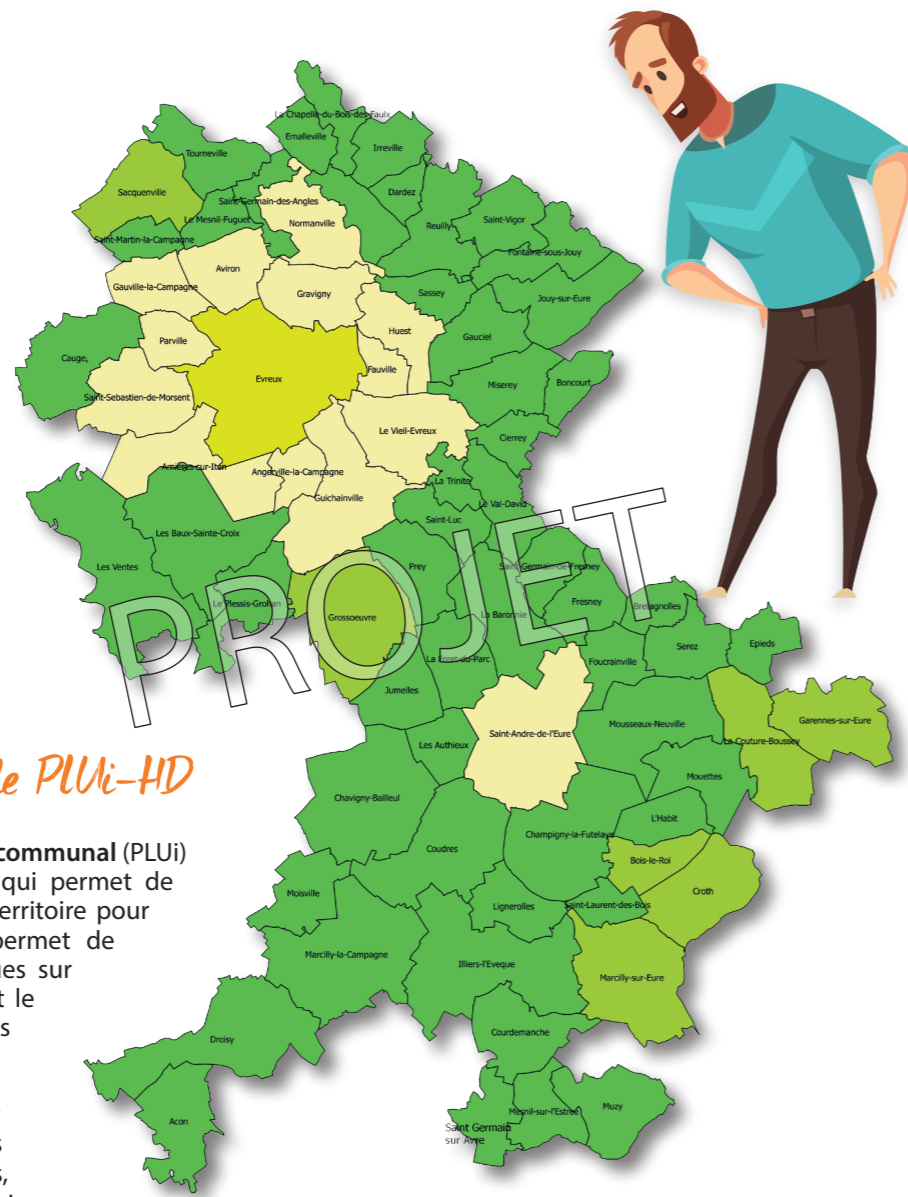 La Chapelle-du-Bois-des-Faulx
Emalleville
Irreville
Tourneville
Sacquenville
Dardez
Saint-Germain-des-Angles
Le Mesnil-Fuguet
Normanville
Reuilly
Saint-Vigor
Saint-Martin-la-Campagne
Fontaine-sous-Jouy
Aviron
Gauville-la-Campagne
Gravigny
Sassey
Jouy-sur-Eure
Huest
Gauciel
Parville
Cauge,
Fauville
Evreux
Miserey
Boncourt
Saint-Sebastien-de-Morsent
Le Vieil-Evreux
Cierrey
Arnieres-sur-Iton
Angerville-la-Campagne
La Trinite
Guichainville
Le Val-David
Saint-Luc
Les Baux-Sainte-Croix
Les Ventes
Prey
Saint-Germain-de-Fresney
Le Plessis-Grohan
Grossoeuvre
La Baronnie
Fresney
Bretagnolles
PROJET
La Foret-du-Parc
Foucrainville
Serez
Epieds
Jumelles
Saint-Andre-de-l'Eure
Mousseaux-Neuville
Garennes-sur-Eure
Les Authieux
La Couture-Boussey
Mouettes
Chavigny-Bailleul
L'Habit
Champigny-la-Futelaye
Coudres
Bois-le-Roi
Croth
Moisville
Lignerolles
Saint-Laurent-des-Bois
Marcilly-la-Campagne
Illiers-l'Eveque
Marcilly-sur-Eure
Courdemanche
Droisy
Mesnil-sur-l'Estree
Muzy
Acon
Saint Germain
sur Avre
le PLUi-HD
communal (PLUi)
qui permet de
erritoire pour
permet de
ues sur
t le
s
s
s,